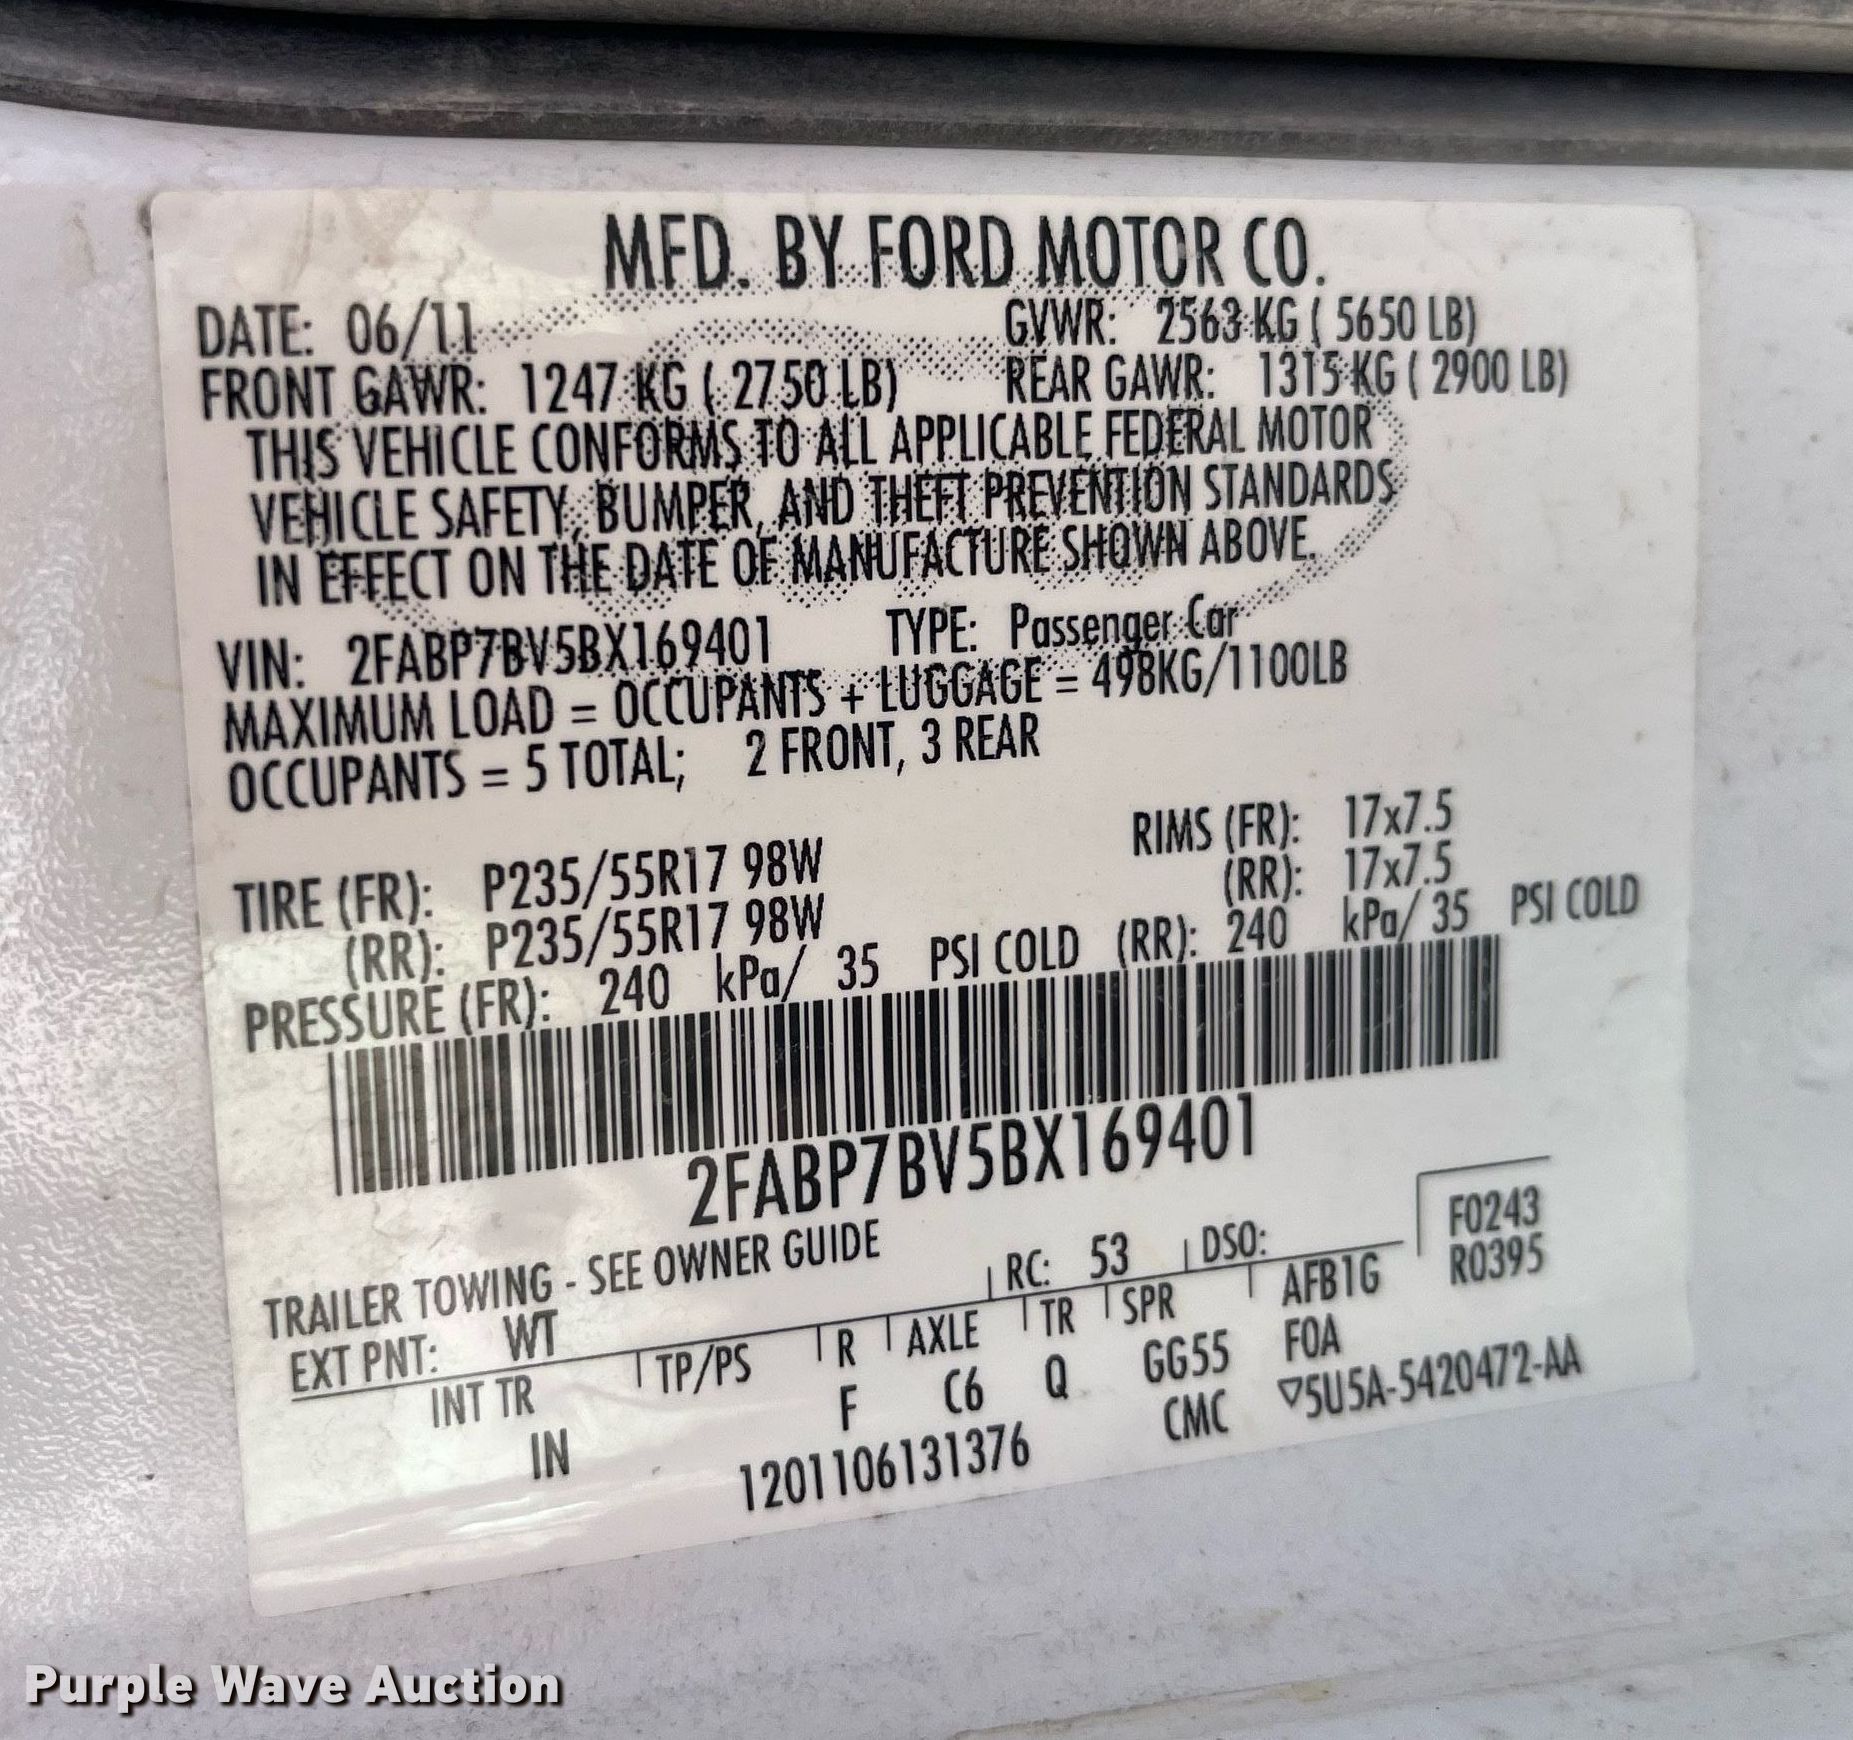 MFD. BY FORD MOTOR CO.
DATE: 06/11 GVWR: 2563 KG ( 5650 LB)
FRONT GAWR: 1247 KG ( 2750 LB) REAR GAWR: 1315 KG ( 2900 LB)
THIS VEHICLE CONFORMS TO ALL APPLICABLE FEDERAL MOTOR
VEHICLE SAFETY, BUMPER, AND THEFT PREVENTION STANDARDS
IN EFFECT ON THE DATE OF MANUFACTURE SHOWN ABOVE.
VIN: 2FABP7BV5BX169401 TYPE: Passenger Car
MAXIMUM LOAD = OCCUPANTS + LUGGAGE = 498KG/1100LB
OCCUPANTS = 5 TOTAL; 2 FRONT, 3 REAR
TIRE (FR): P235/55R17 98W RIMS (FR): 17x7.5
(RR): P235/55R17 98W (RR): 17x7.5
PRESSURE (FR): 240 kPa/ 35 PSI COLD (RR): 240 kPa/ 35 PSI COLD
2FABP7BV5BX169401
TRAILER TOWING - SEE OWNER GUIDE
EXT PNT: WT RC: 53 DSO: F0243
INT TR TP/PS R AXLE TR SPR AFB1G R0395
IN F C6 Q GG55 FOA
1201106131376 CMC ▽5U5A-5420472-AA
Purple Wave Auction